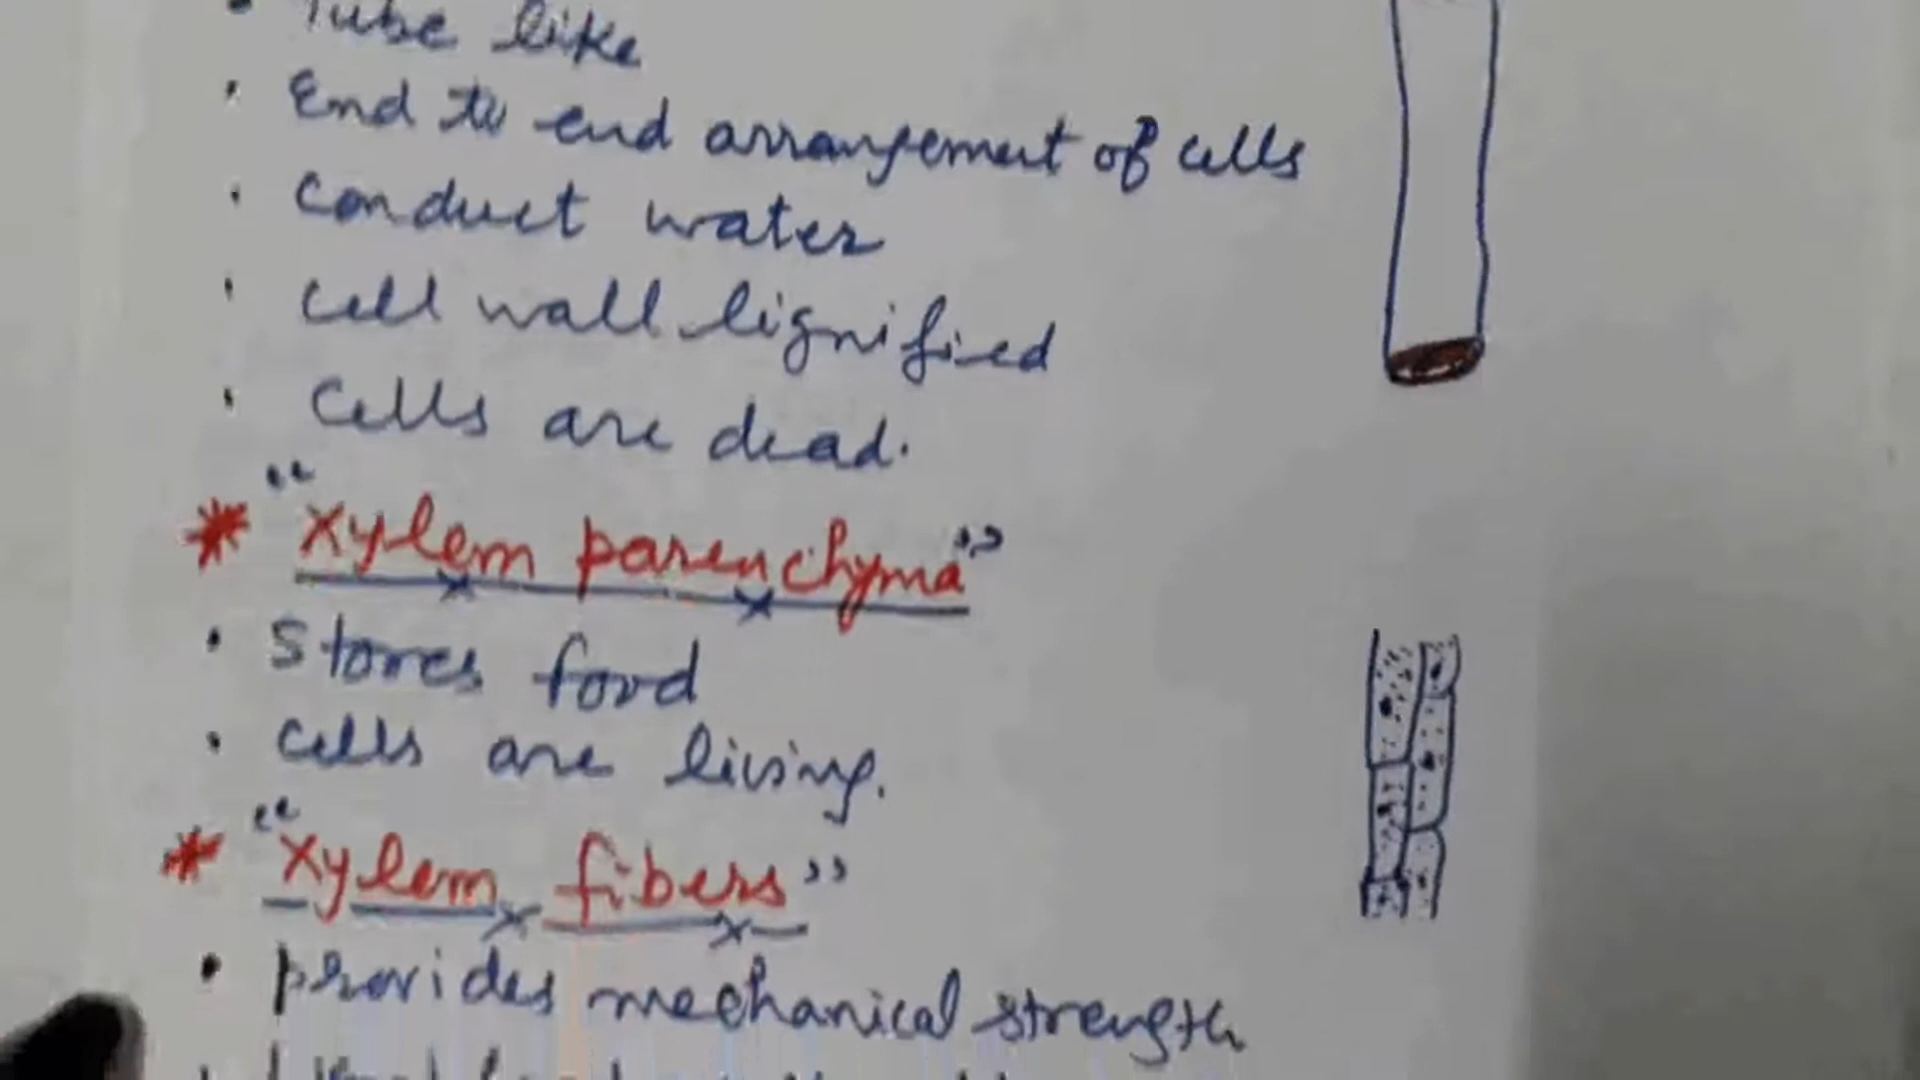 • Tube like
• End to end arrangement of cells
• Conduct water
• Cell wall lignified
• Cells are dead.
* "Xylem parenchyma"
• Stores food
• Cells are living.
* "Xylem fibers"
• provides mechanical strength